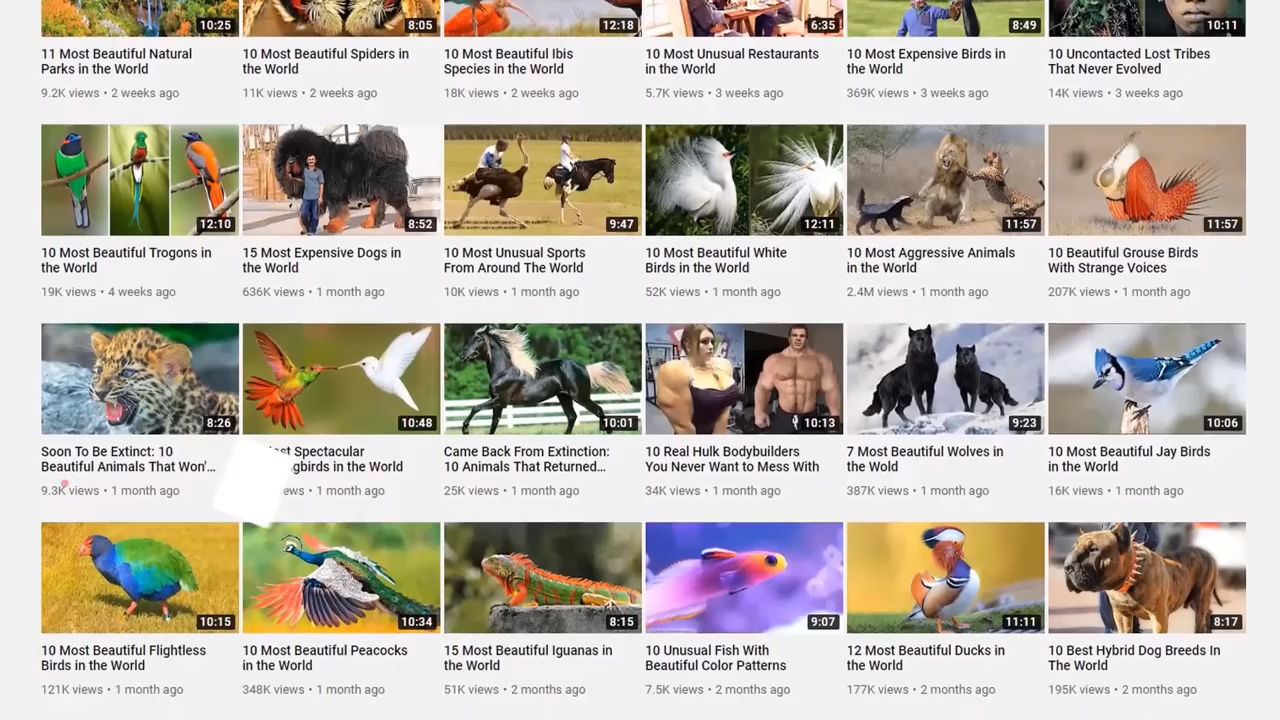 10:25
8:05
12:18
6:35
8:49
10:11
11 Most Beautiful Natural
Parks in the World
9.2K views • 2 weeks ago
10 Most Beautiful Spiders in
the World
11K views • 2 weeks ago
10 Most Beautiful Ibis
Species in the World
18K views • 2 weeks ago
10 Most Unusual Restaurants
in the World
5.7K views • 3 weeks ago
10 Most Expensive Birds in
the World
369K views • 3 weeks ago
10 Uncontacted Lost Tribes
That Never Evolved
14K views • 3 weeks ago
12:10
8:52
9:47
12:11
11:57
11:57
10 Most Beautiful Trogons in
the World
19K views • 4 weeks ago
15 Most Expensive Dogs in
the World
636K views • 1 month ago
10 Most Unusual Sports
From Around The World
10K views • 1 month ago
10 Most Beautiful White
Birds in the World
52K views • 1 month ago
10 Most Aggressive Animals
in the World
2.4M views • 1 month ago
10 Beautiful Grouse Birds
With Strange Voices
207K views • 1 month ago
8:26
10:48
10:01
10:13
9:23
10:06
Soon To Be Extinct: 10
Beautiful Animals That Won'...
9.3K views • 1 month ago
Spectacular
in the World
• 1 month ago
Came Back From Extinction:
10 Animals That Returned...
25K views • 1 month ago
10 Real Hulk Bodybuilders
You Never Want to Mess With
34K views • 1 month ago
7 Most Beautiful Wolves in
the Wold
387K views • 1 month ago
10 Most Beautiful Jay Birds
in the World
16K views • 1 month ago
10:15
10:34
8:15
9:07
11:11
8:17
10 Most Beautiful Flightless
Birds in the World
121K views • 1 month ago
10 Most Beautiful Peacocks
in the World
348K views • 1 month ago
15 Most Beautiful Iguanas in
the World
51K views • 2 months ago
10 Unusual Fish With
Beautiful Color Patterns
7.5K views • 2 months ago
12 Most Beautiful Ducks in
the World
177K views • 2 months ago
10 Best Hybrid Dog Breeds In
The World
195K views • 2 months ago